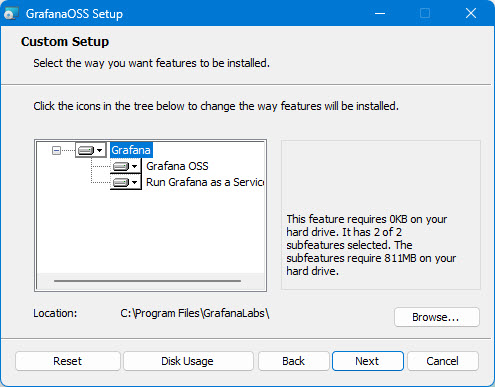 GrafanaOSS Setup
Custom Setup
Select the way you want features to be installed.
Click the icons in the tree below to change the way features will be installed.
Grafana
Grafana OSS
Run Grafana as a Service
This feature requires 0KB on your
hard drive. It has 2 of 2
subfeatures selected. The
subfeatures require 811MB on your
hard drive.
Location: C:\Program Files\GrafanaLabs\
Browse...
Reset Disk Usage Back Next Cancel